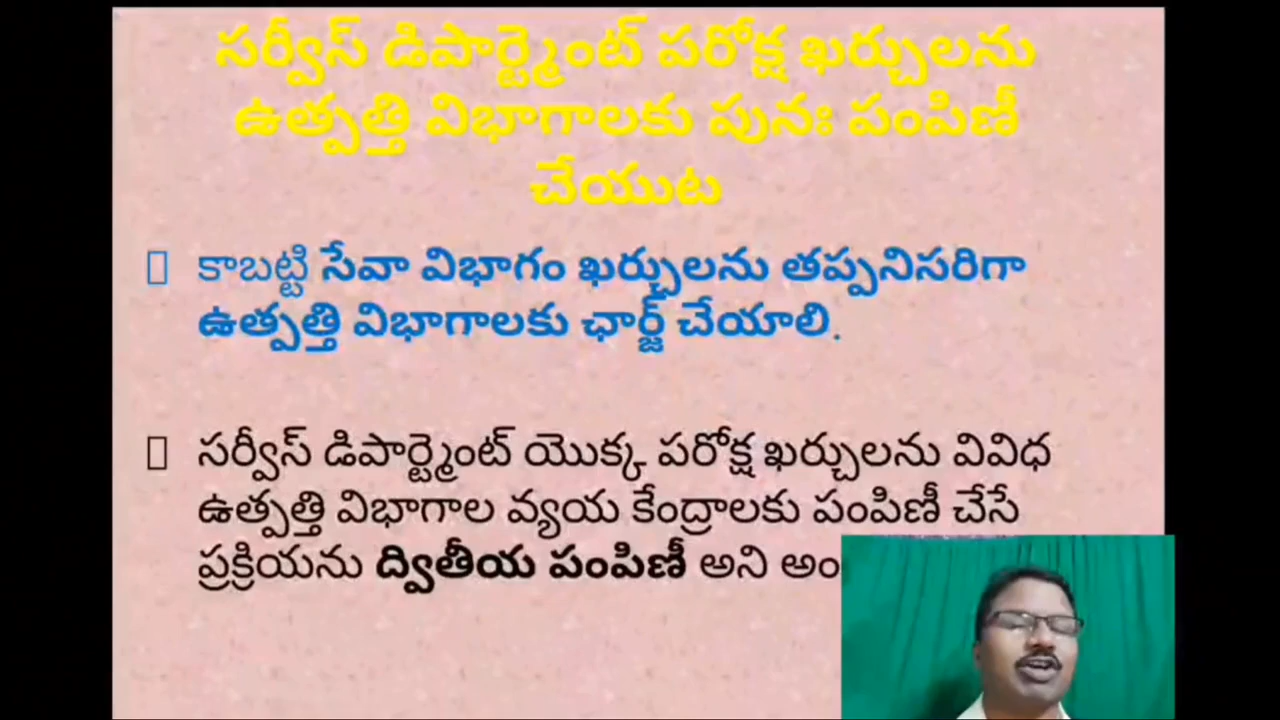 సర్వీస్ డిపార్ట్మెంట్ పరోక్ష ఖర్చులను
ఉత్పత్తి విభాగాలకు పునః పంపిణీ
చేయుట
కాబట్టి సేవా విభాగం ఖర్చులను తప్పనిసరిగా
ఉత్పత్తి విభాగాలకు ఛార్జ్ చేయాలి.
సర్వీస్ డిపార్ట్మెంట్ యొక్క పరోక్ష ఖర్చులను వివిధ
ఉత్పత్తి విభాగాల వ్యయ కేంద్రాలకు పంపిణీ చేసే
ప్రక్రియను ద్వితీయ పంపిణీ అని